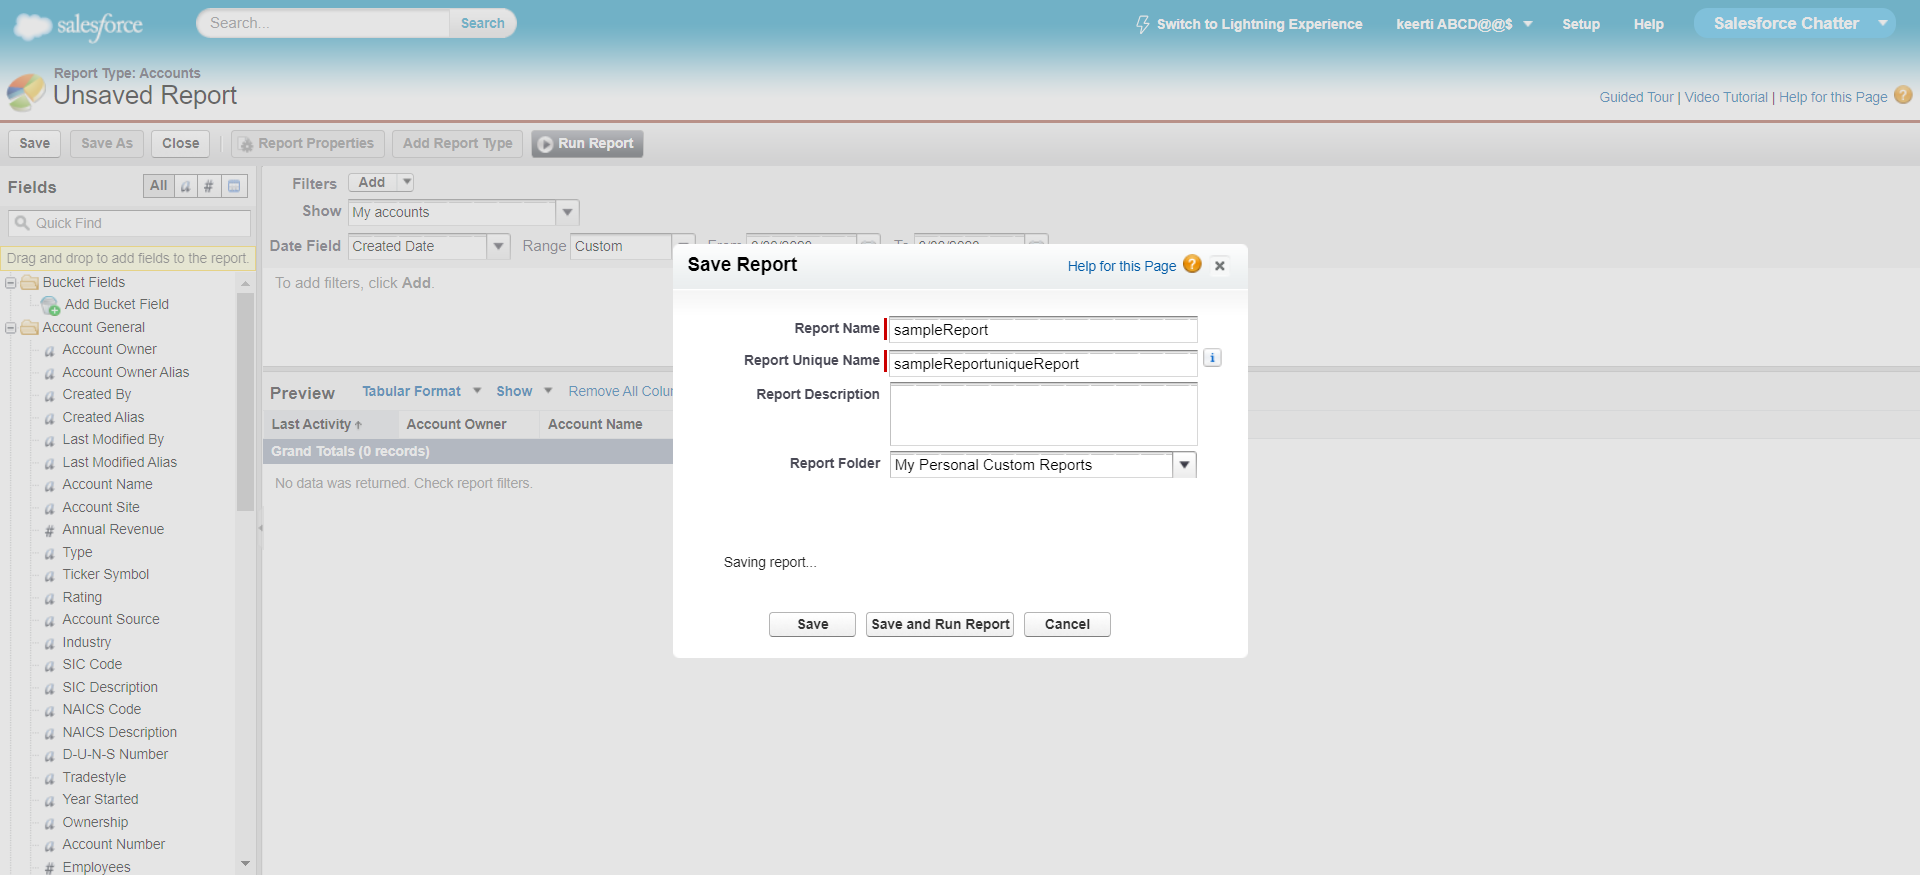 salesforce
Search...
Search
Switch to Lightning Experience
keerti ABCD@@$
Setup
Help
Salesforce Chatter
Report Type: Accounts
Unsaved Report
Guided Tour | Video Tutorial | Help for this Page ?
Save
Save As
Close
Report Properties
Add Report Type
Run Report
Fields
All
a
#
Filters
Add
Show
My accounts
Quick Find
Date Field
Created Date
Range
Custom
Drag and drop to add fields to the report.
To add filters, click Add.
Bucket Fields
Add Bucket Field
Account General
a Account Owner
a Account Owner Alias
a Created By
a Created Alias
a Last Modified By
a Last Modified Alias
a Account Name
a Account Site
# Annual Revenue
a Type
a Ticker Symbol
a Rating
a Account Source
a Industry
a SIC Code
a SIC Description
a NAICS Code
a NAICS Description
a D-U-N-S Number
a Tradestyle
a Year Started
a Ownership
a Account Number
# Employees
Preview
Tabular Format
Show
Remove All
Last Activity ↑
Account Owner
Account Name
Grand Totals (0 records)
No data was returned. Check report filters.
Save Report
Help for this Page ?
Report Name
sampleReport
Report Unique Name
sampleReportuniqueReport
i
Report Description
Report Folder
My Personal Custom Reports
Saving report...
Save
Save and Run Report
Cancel